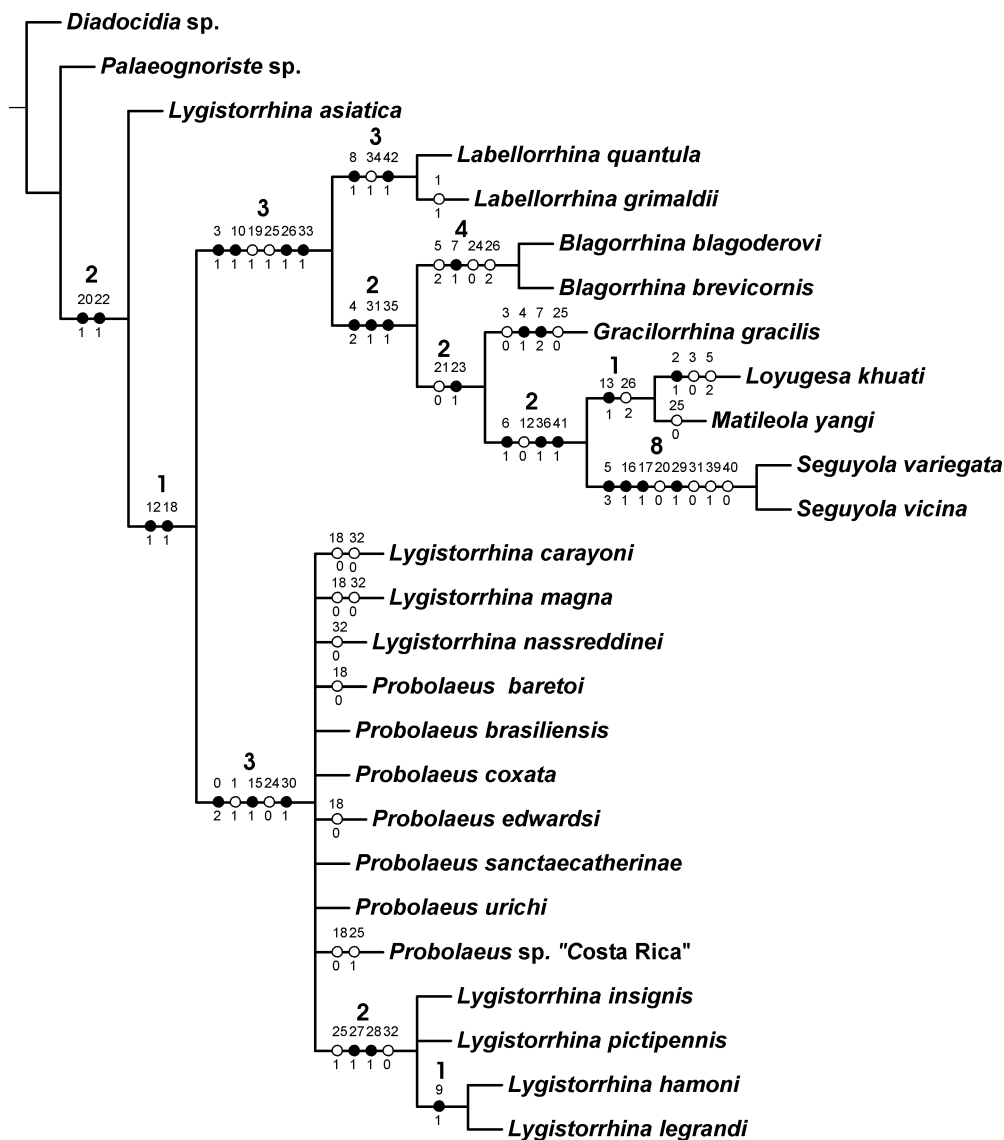 Diadocidia sp.
Palaeognoriste sp.
Lygistorrhina asiatica
3
8 34 42
1 1 1
Labellorrhina quantula
1
1
Labellorrhina grimaldii
3
3 10 19 25 26 33
1 1 1 1 1 1
4
5 7 24 26
2 1 0 2
Blagorrhina blagoderovi
Blagorrhina brevicornis
2
20 22
1 1
2
4 31 35
2 1 1
3 4 7 25
0 1 2 0
Gracilorrhina gracilis
2
21 23
0 1
1
13 26
1 2
2 3 5
1 0 2
Loyugesa khuati
25
0
Matileola yangi
2
6 12 36 41
1 0 1 1
8
5 16 17 20 29 31 39 40
3 1 1 0 1 0 1 0
Seguyola variegata
Seguyola vicina
1
12 18
1 1
18 32
0 0
Lygistorrhina carayoni
18 32
0 0
Lygistorrhina magna
32
0
Lygistorrhina nassreddinei
18
0
Probolaeus baretoi
Probolaeus brasiliensis
Probolaeus coxata
3
0 1 15 24 30
2 1 1 0 1
18
0
Probolaeus edwardsi
Probolaeus sanctaecatherinae
Probolaeus urichi
18 25
0 1
Probolaeus sp. "Costa Rica"
2
25 27 28 32
1 1 1 0
Lygistorrhina insignis
Lygistorrhina pictipennis
1
9
1
Lygistorrhina hamoni
Lygistorrhina legrandi